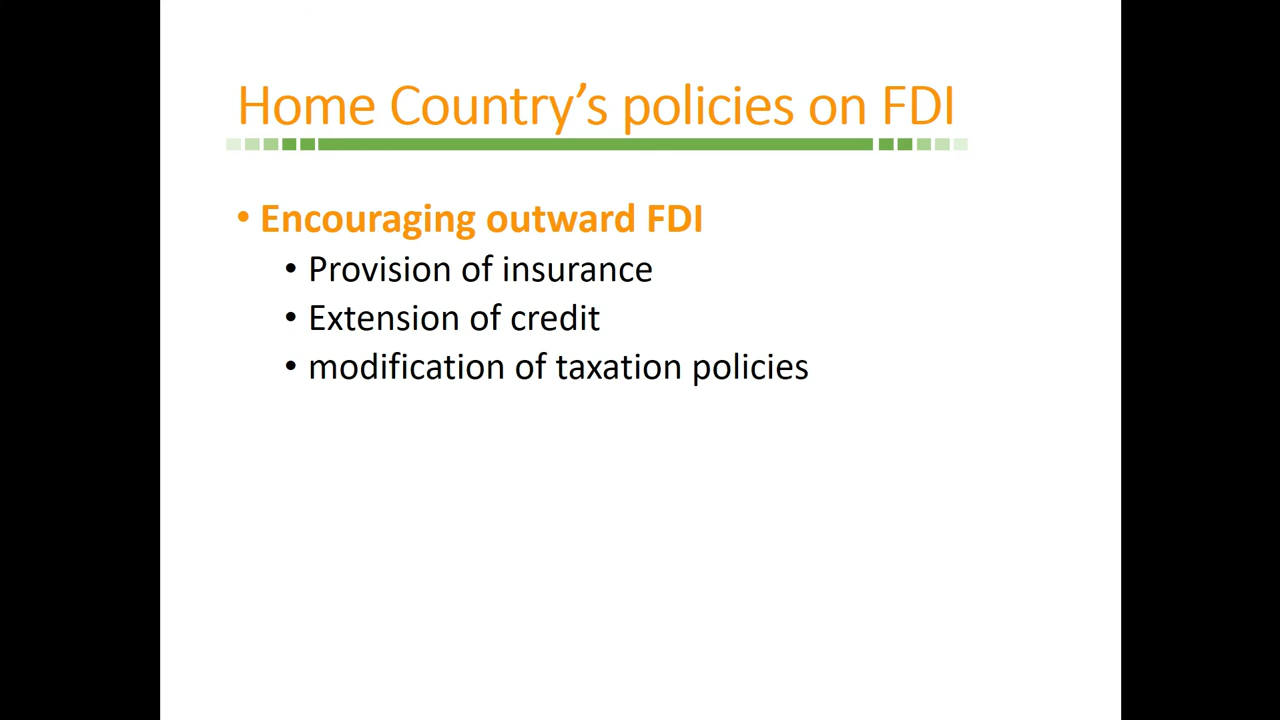 Home Country’s policies on FDI
• Encouraging outward FDI
• Provision of insurance
• Extension of credit
• modification of taxation policies